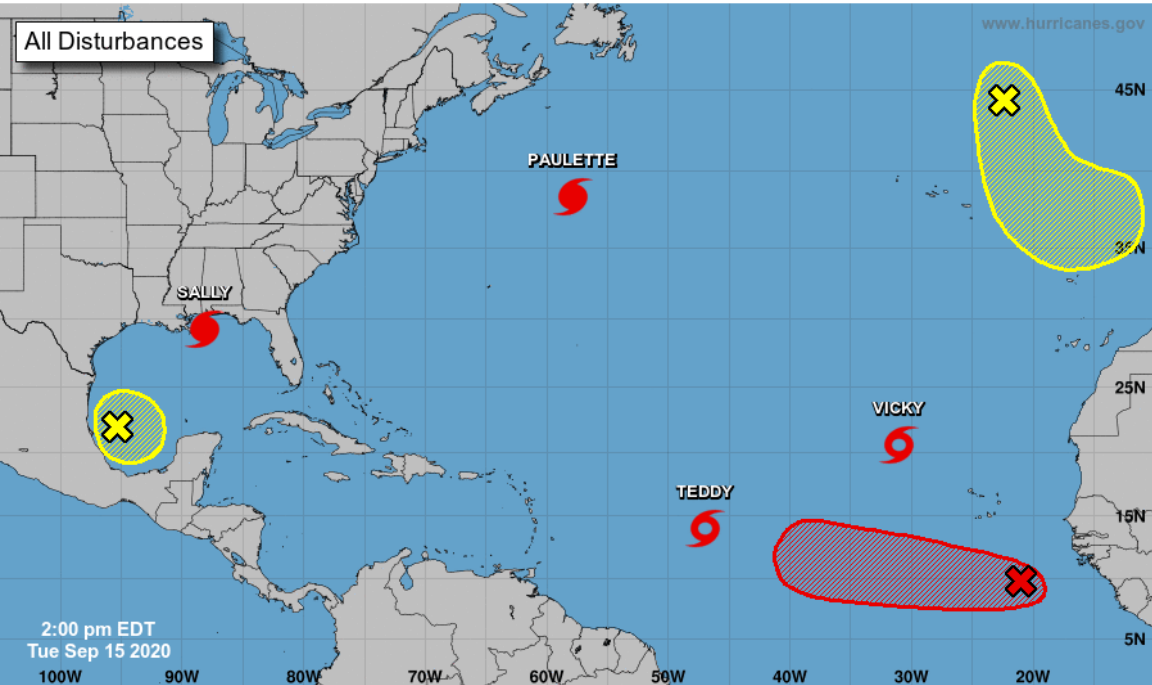 All Disturbances
www.hurricanes.gov
45N
PAULETTE
35N
SALLY
25N
VICKY
TEDDY
15N
2:00 pm EDT
Tue Sep 15 2020
5N
100W 90W 80W 70W 60W 50W 40W 30W 20W